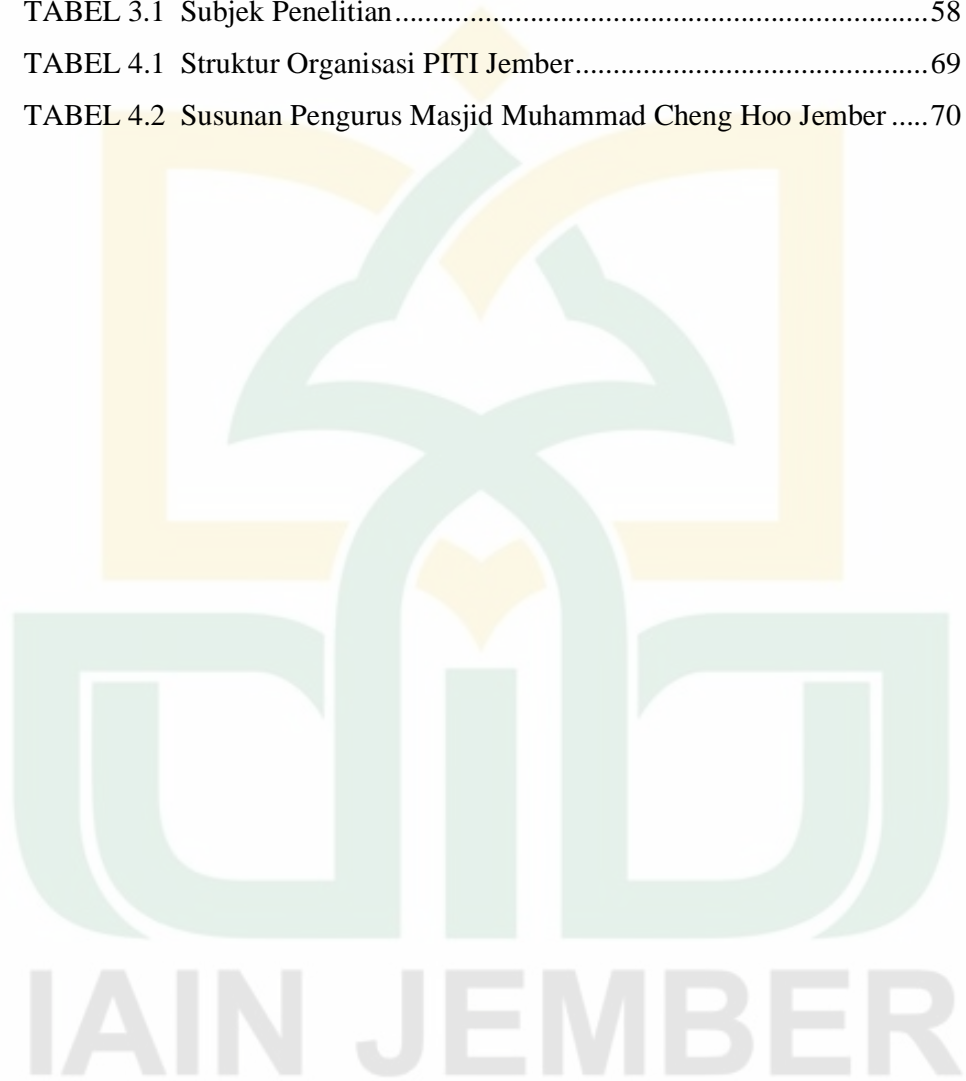 TABEL 3.1 Subjek Penelitian....................................................................58
TABEL 4.1 Struktur Organisasi PITI Jember.............................................69
TABEL 4.2 Susunan Pengurus Masjid Muhammad Cheng Hoo Jember .....70
IAIN JEMBER